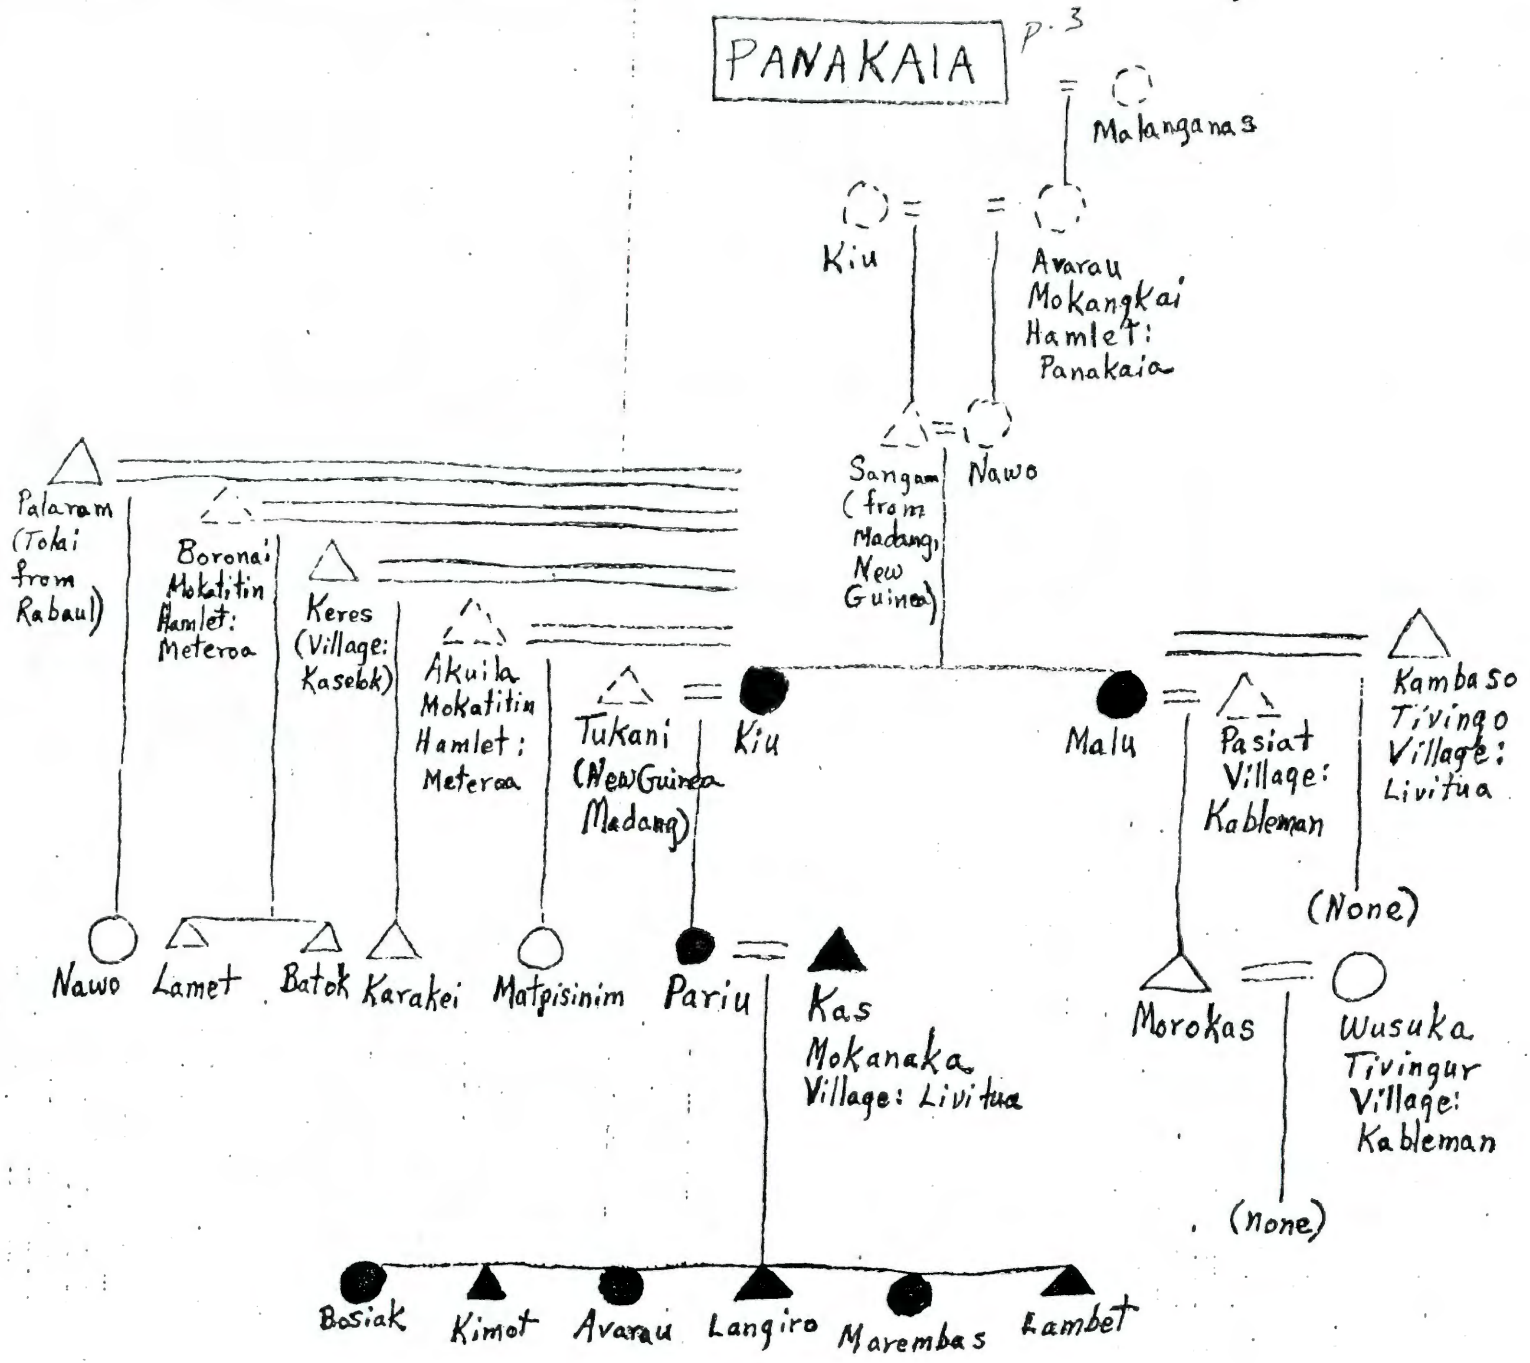 PANAKAIA
p. 3
Malanganas
Kiu
Avarau
Mokangkai
Hamlet:
Panakaia
Sangam
(from
Madang,
New
Guinea)
Nawo
Palaram
(Tolai
from
Rabaul)
Boronai
Mokatitin
Hamlet:
Meteroa
Keres
(Village:
Kaselok)
Akuila
Mokatitin
Hamlet:
Meteroa
Tukani
(New Guinea
Madang)
Kiu
Malu
Pasiat
Village:
Kableman
Kambaso
Tivingo
Village:
Livitua
(None)
Nawo
Lamet
Batok
Karakei
Matpisinim
Pariu
Kas
Mokanaka
Village: Livitua
Morokas
Wusuka
Tivingur
Village:
Kableman
(none)
Bosiak
Kimot
Avarau
Langiro
Marembas
Lambet